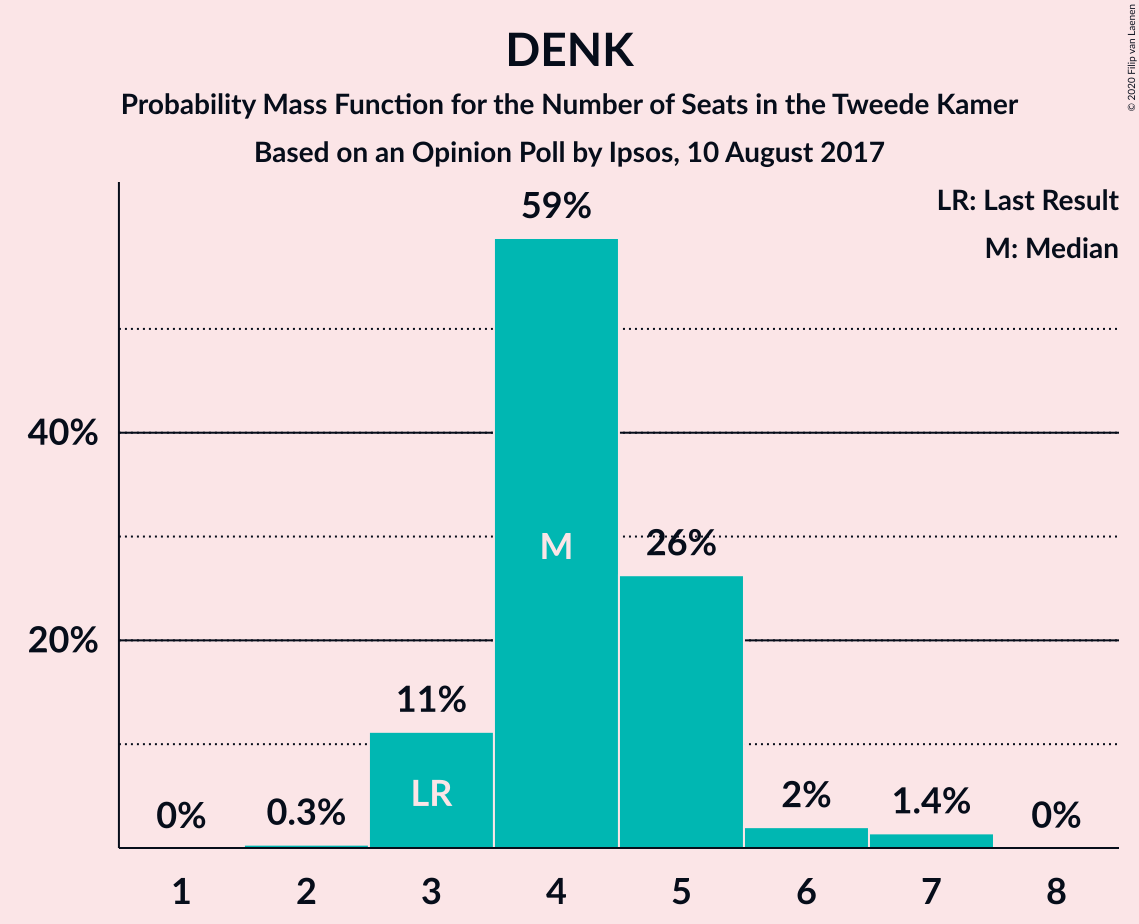 DENK
Probability Mass Function for the Number of Seats in the Tweede Kamer
Based on an Opinion Poll by Ipsos, 10 August 2017
© 2020 Filip van Laenen
LR: Last Result
M: Median
59%
40%
M
26%
20%
11%
LR
0%
0.3%
2%
1.4%
0%
1 2 3 4 5 6 7 8